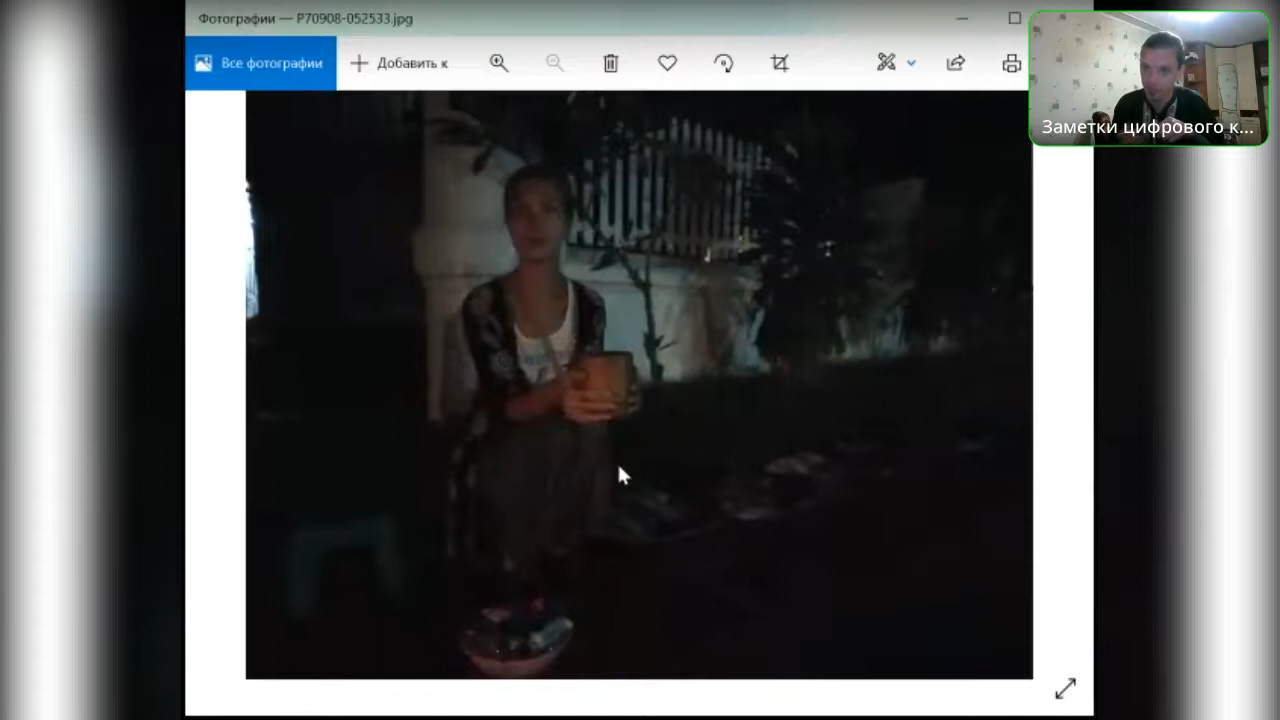 Фотографии — P70908-052533.jpg
Все фотографии
Добавить к
Заметки цифрового к...